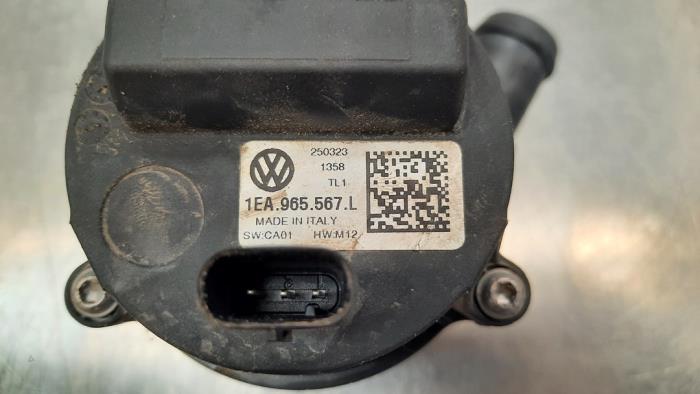 250323
1358
TL1
1EA.965.567.L
MADE IN ITALY
SW:CA01 HW:M12